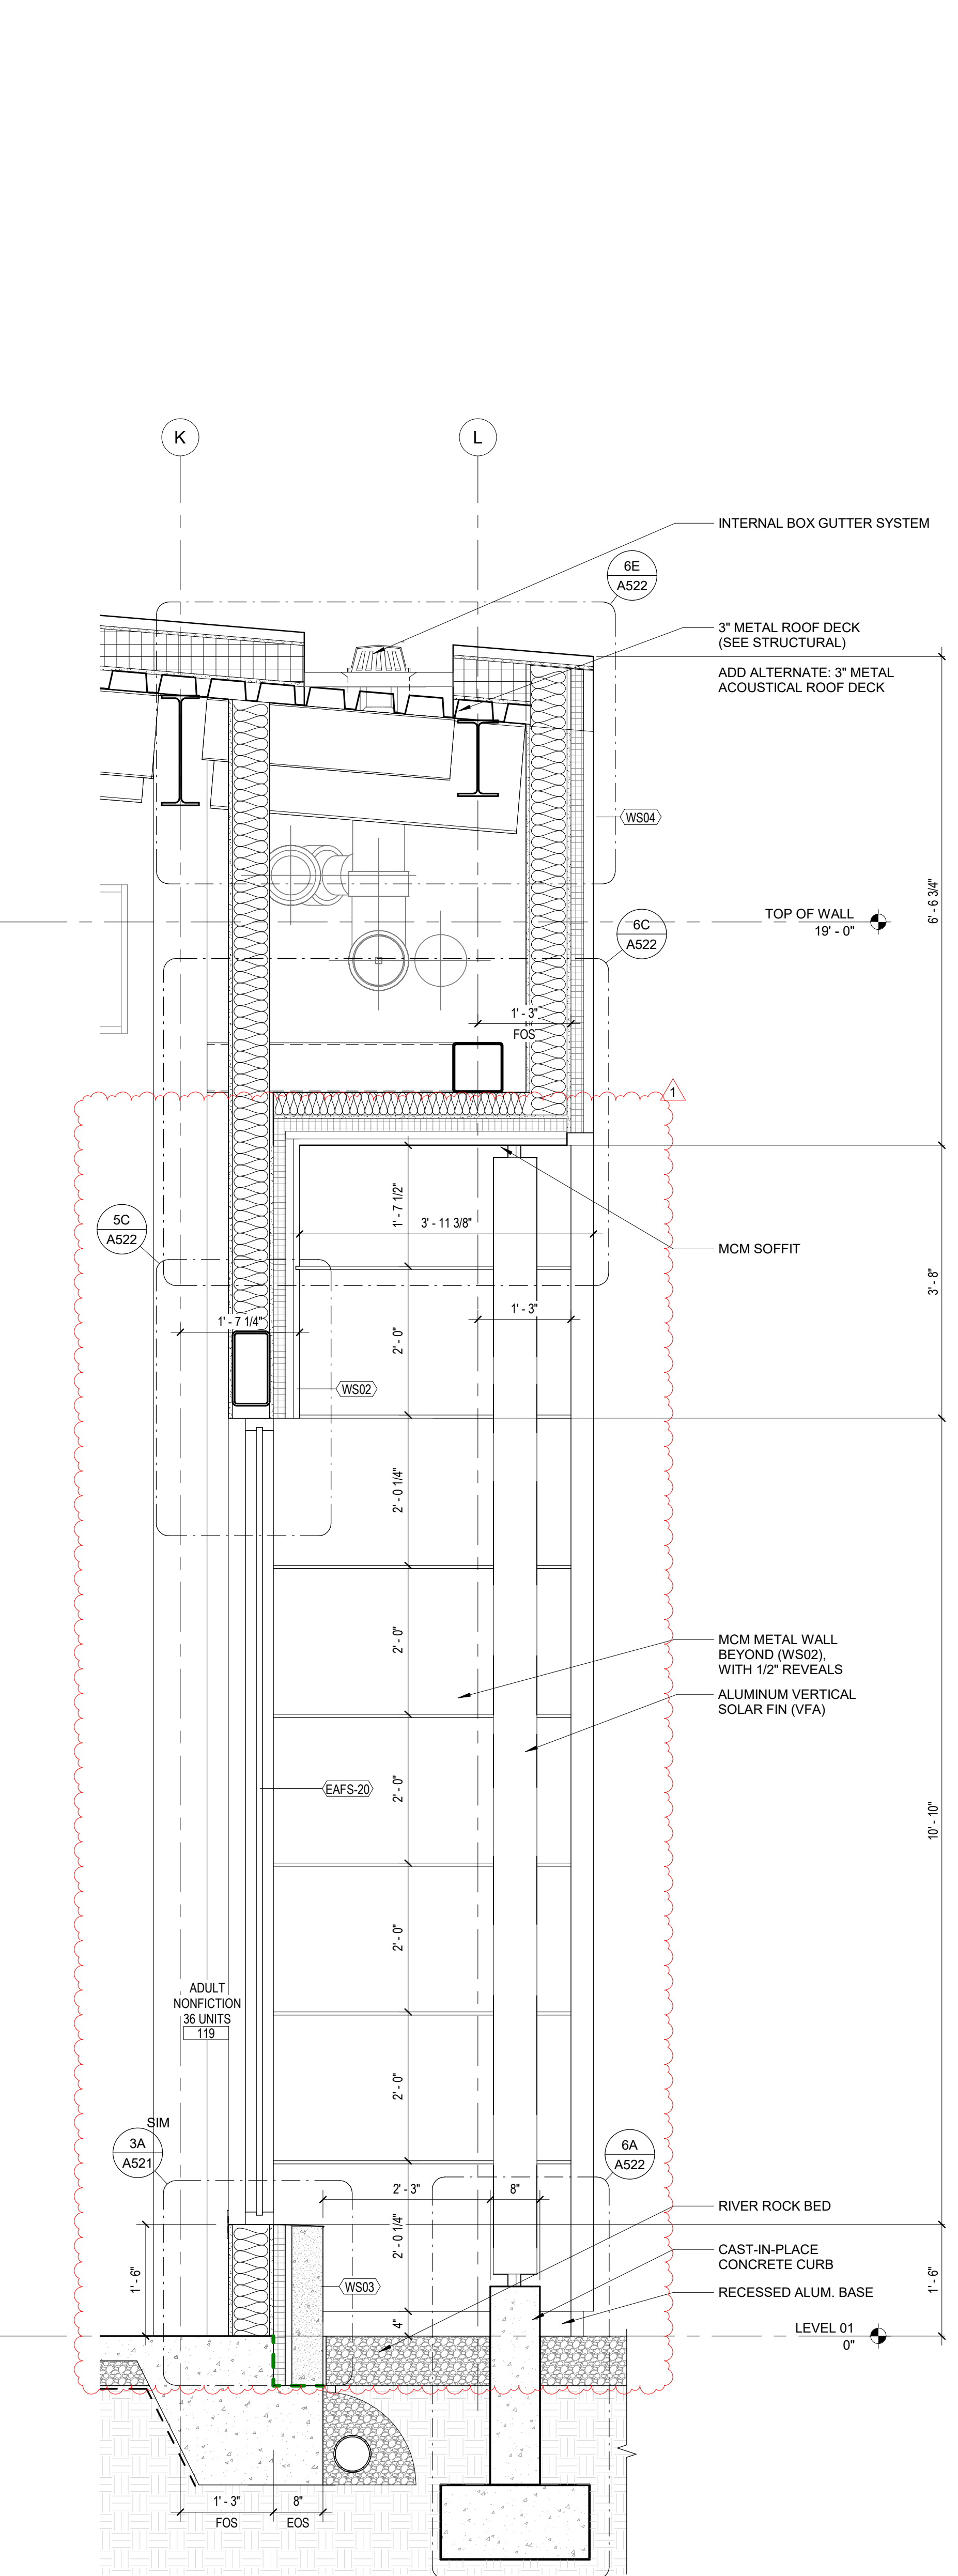 K
L
INTERNAL BOX GUTTER SYSTEM
6E
A522
3" METAL ROOF DECK
(SEE STRUCTURAL)
ADD ALTERNATE: 3" METAL
ACOUSTICAL ROOF DECK
WS04
6' - 6 3/4"
TOP OF WALL
19' - 0"
6C
A522
1' - 3"
FOS
1
1' - 7 1/2"
3' - 11 3/8"
5C
A522
MCM SOFFIT
3' - 8"
1' - 3"
1' - 7 1/4"
2' - 0"
WS02
2' - 0 1/4"
2' - 0"
MCM METAL WALL
BEYOND (WS02),
WITH 1/2" REVEALS
ALUMINUM VERTICAL
SOLAR FIN (VFA)
EAFS-20
2' - 0"
10' - 10"
2' - 0"
ADULT
NONFICTION
36 UNITS
119
2' - 0"
SIM
3A
A521
6A
A522
2' - 3"
8"
RIVER ROCK BED
2' - 0 1/4"
CAST-IN-PLACE
CONCRETE CURB
1' - 6"
WS03
RECESSED ALUM. BASE
1' - 6"
4"
LEVEL 01
0"
1' - 3"
8"
FOS
EOS